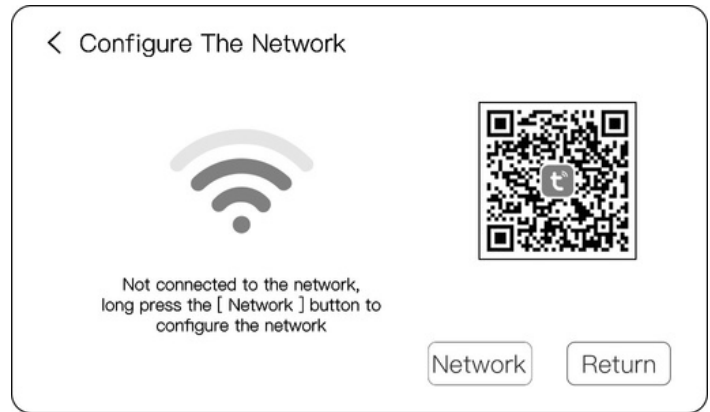 Configure The Network
Not connected to the network,
long press the [ Network ] button to
configure the network
Network
Return